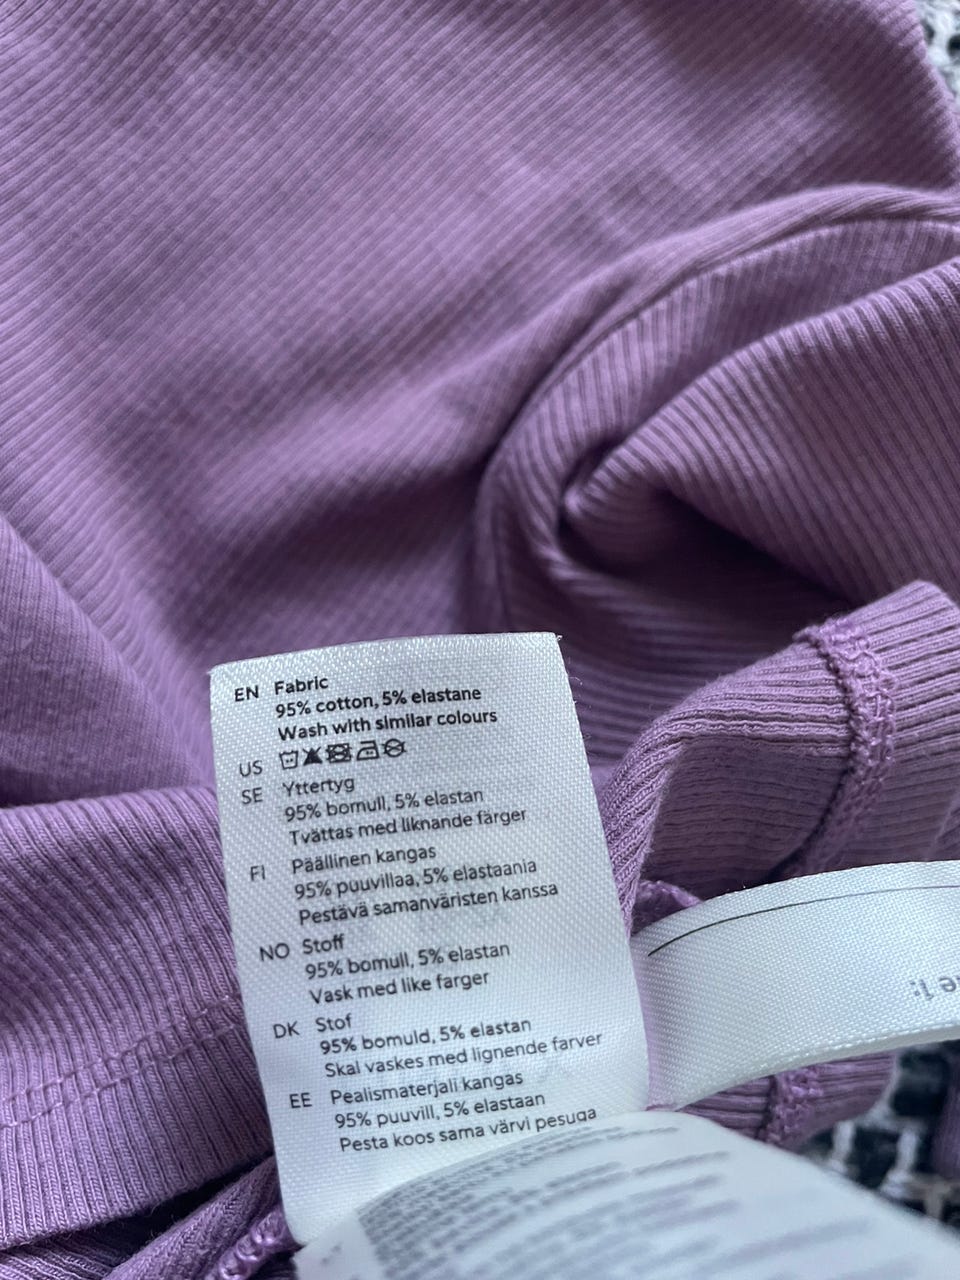 EN Fabric
95% cotton, 5% elastane
Wash with similar colours
US
SE Yttertyg
95% bomull, 5% elastan
Tvättas med liknande färger
FI Päällinen kangas
95% puuvillaa, 5% elastaania
Pestävä samanväristen kanssa
NO Stoff
95% bomull, 5% elastan
Vask med like farger
DK Stof
95% bomuld, 5% elastan
Skal vaskes med lignende farver
EE Pealismaterjali kangas
95% puuvill, 5% elastaan
Pesta koos sama värvi pesuga